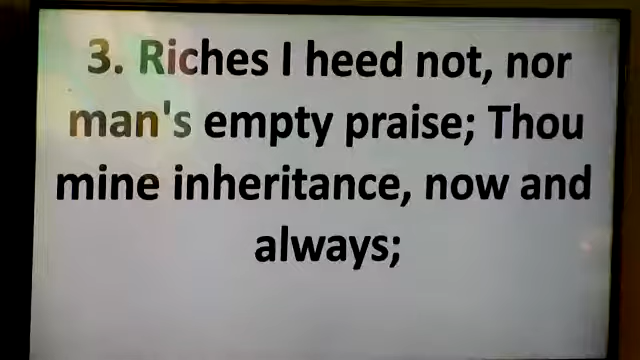 3. Riches I heed not, nor
man's empty praise; Thou
mine inheritance, now and
always;